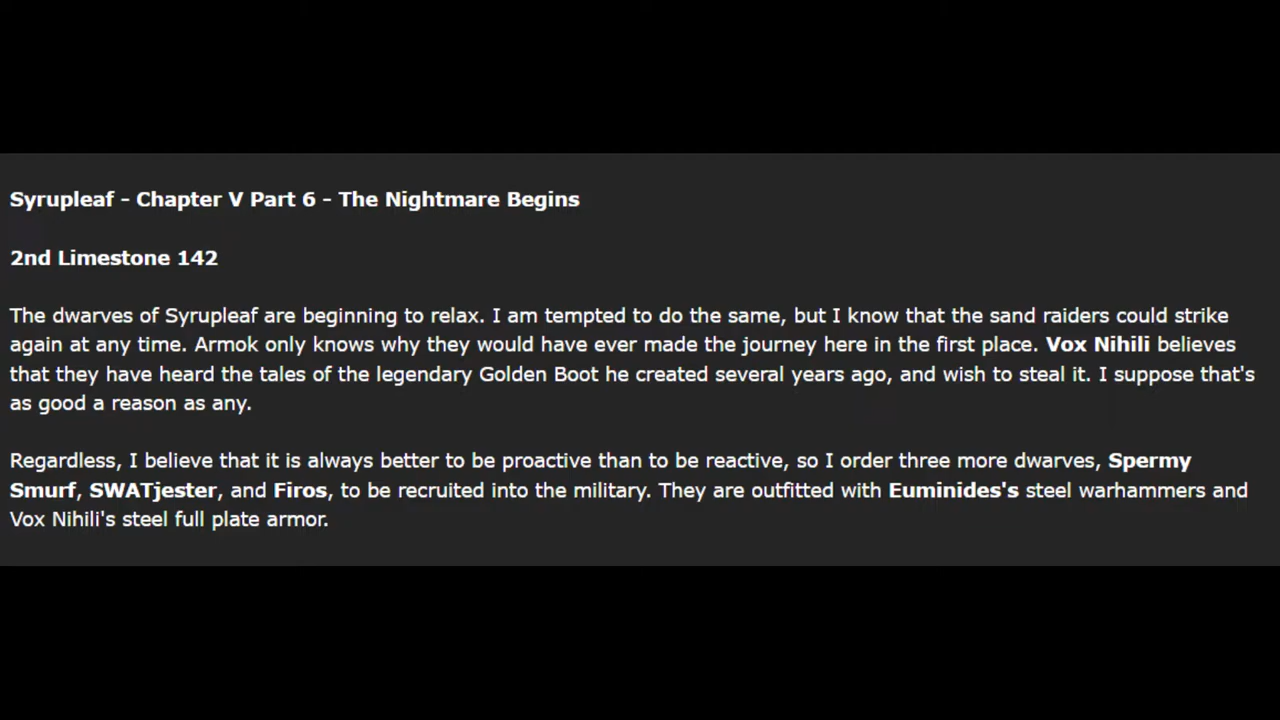 Syrupleaf - Chapter V Part 6 - The Nightmare Begins
2nd Limestone 142
The dwarves of Syrupleaf are beginning to relax. I am tempted to do the same, but I know that the sand raiders could strike
again at any time. Armok only knows why they would have ever made the journey here in the first place. Vox Nihili believes
that they have heard the tales of the legendary Golden Boot he created several years ago, and wish to steal it. I suppose that's
as good a reason as any.
Regardless, I believe that it is always better to be proactive than to be reactive, so I order three more dwarves, Spermy
Smurf, SWATjester, and Firos, to be recruited into the military. They are outfitted with Euminides's steel warhammers and
Vox Nihili's steel full plate armor.